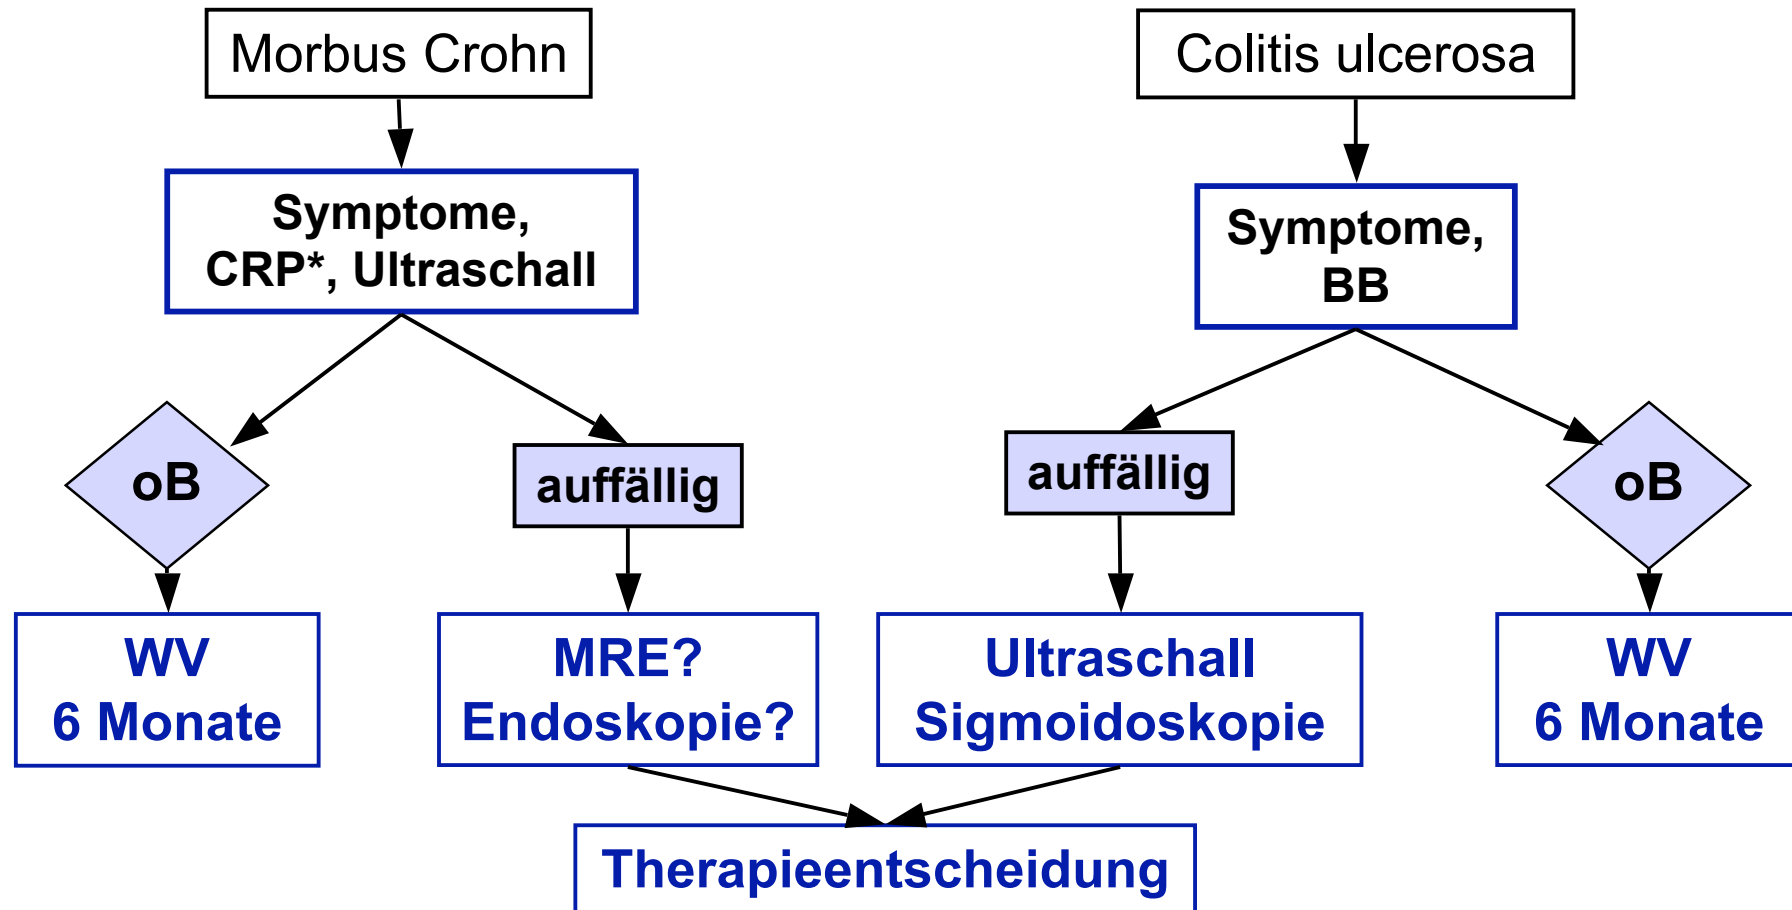 Morbus Crohn
Colitis ulcerosa
Symptome,
CRP*, Ultraschall
Symptome,
BB
oB
auffällig
auffällig
oB
WV
6 Monate
MRE?
Endoskopie?
Ultraschall
Sigmoidoskopie
WV
6 Monate
Therapieentscheidung